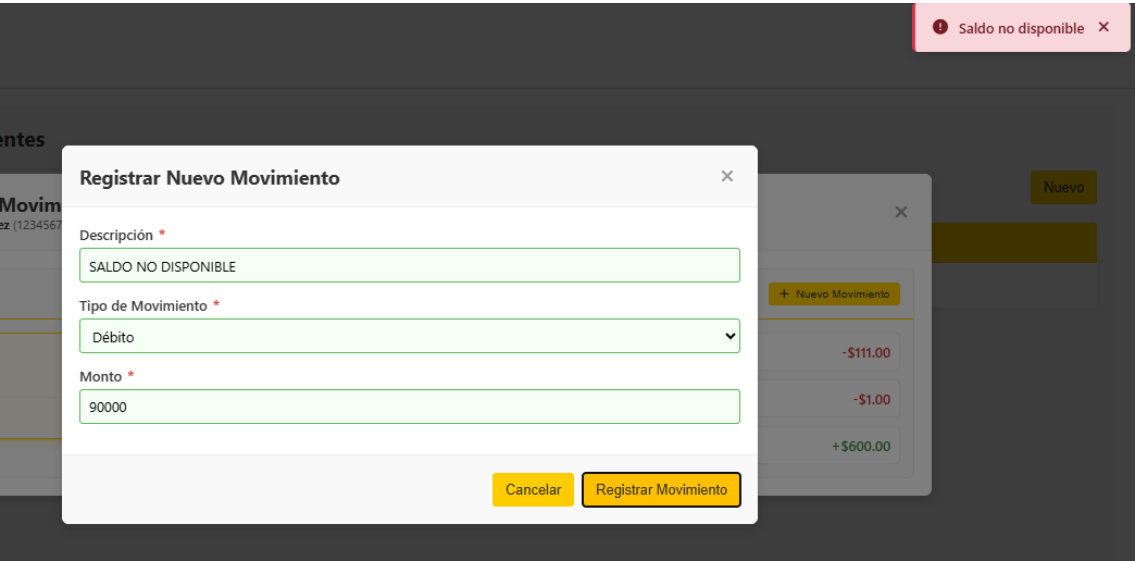 Saldo no disponible
entes
Nuevo
Movim
ez (1234567
Registrar Nuevo Movimiento
Descripción *
SALDO NO DISPONIBLE
Tipo de Movimiento *
Débito
Monto *
90000
Cancelar
Registrar Movimiento
+ Nuevo Movimiento
-$111.00
-$1.00
+$600.00